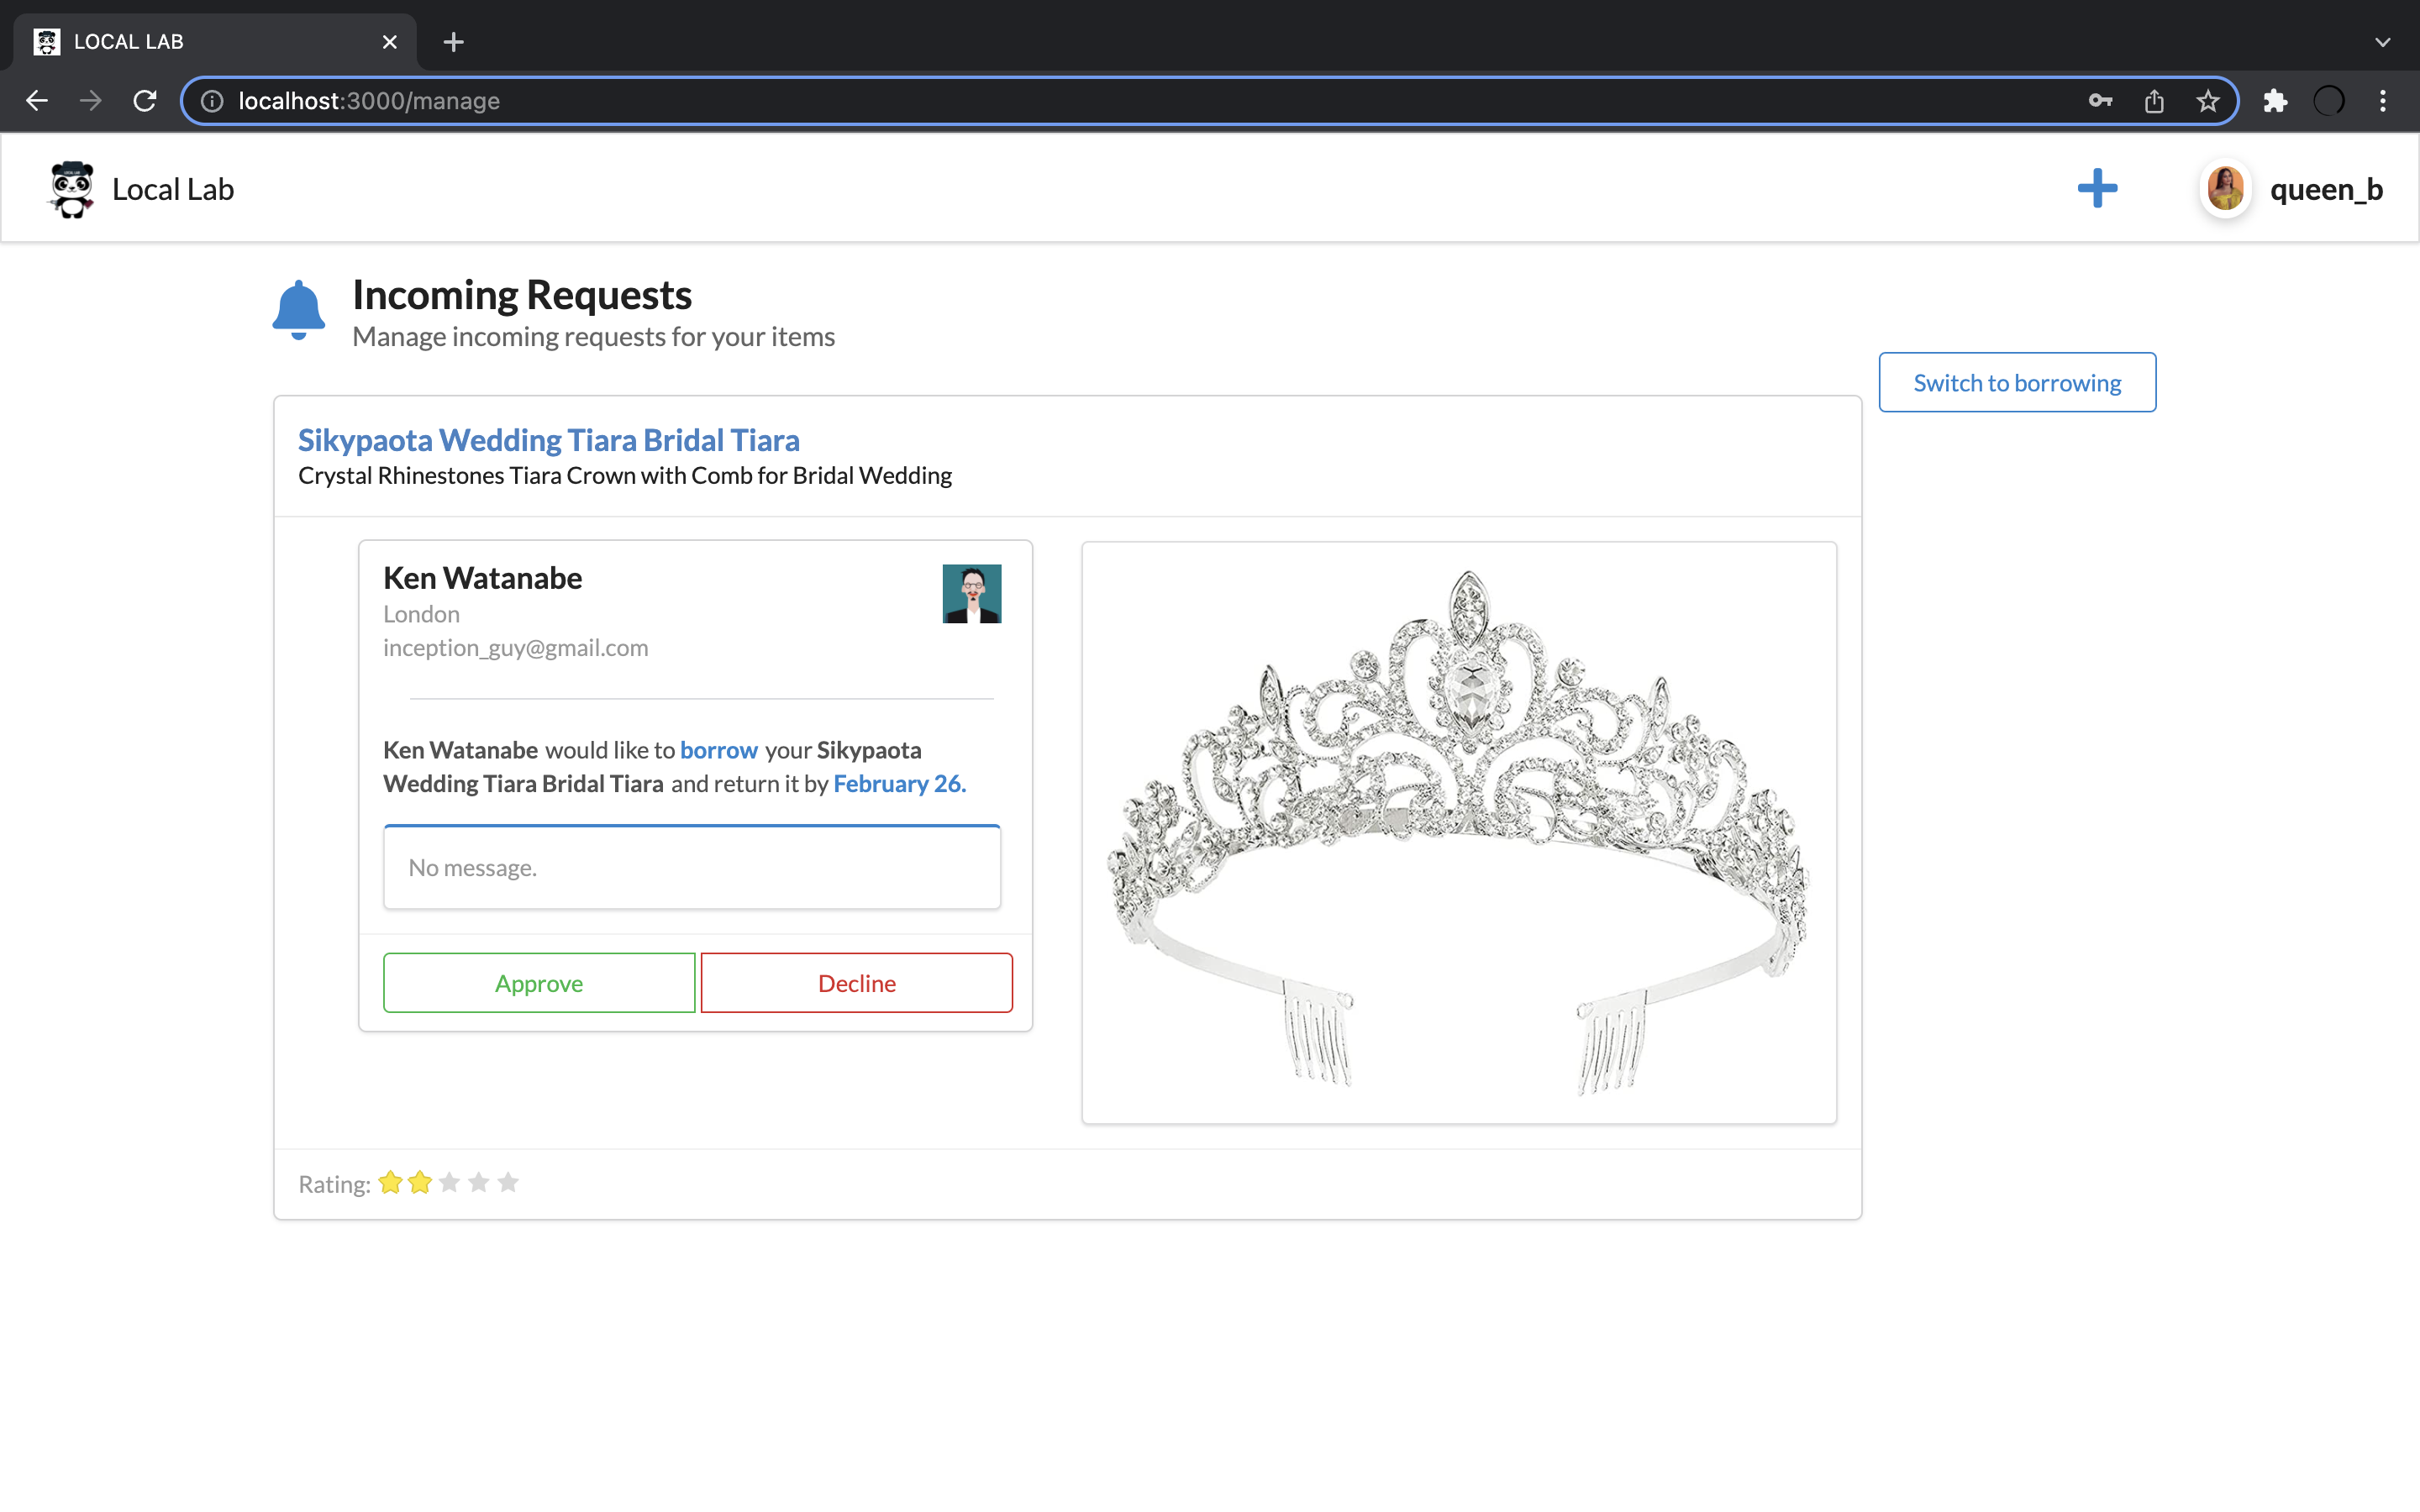 LOCAL LAB
localhost:3000/manage
Local Lab
queen_b
Incoming Requests
Manage incoming requests for your items
Switch to borrowing
Sikypaota Wedding Tiara Bridal Tiara
Crystal Rhinestones Tiara Crown with Comb for Bridal Wedding
Ken Watanabe
London
inception_guy@gmail.com
Ken Watanabe would like to borrow your Sikypaota
Wedding Tiara Bridal Tiara and return it by February 26.
No message.
Approve
Decline
Rating: